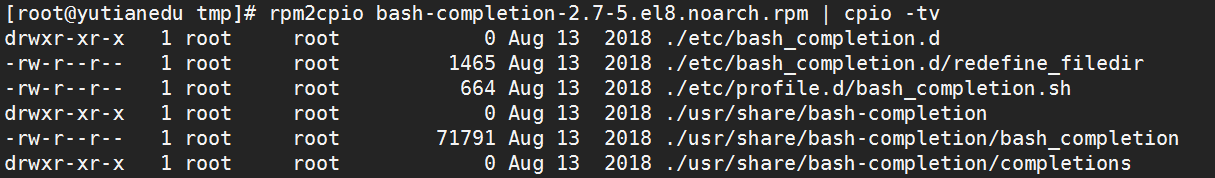 [root@yutianedu tmp]# rpm2cpio bash-completion-2.7-5.el8.noarch.rpm | cpio -tv
drwxr-xr-x   1 root     root            0 Aug 13  2018 ./etc/bash_completion.d
-rw-r--r--   1 root     root         1465 Aug 13  2018 ./etc/bash_completion.d/redefine_filedir
-rw-r--r--   1 root     root          664 Aug 13  2018 ./etc/profile.d/bash_completion.sh
drwxr-xr-x   1 root     root            0 Aug 13  2018 ./usr/share/bash-completion
-rw-r--r--   1 root     root        71791 Aug 13  2018 ./usr/share/bash-completion/bash_completion
drwxr-xr-x   1 root     root            0 Aug 13  2018 ./usr/share/bash-completion/completions